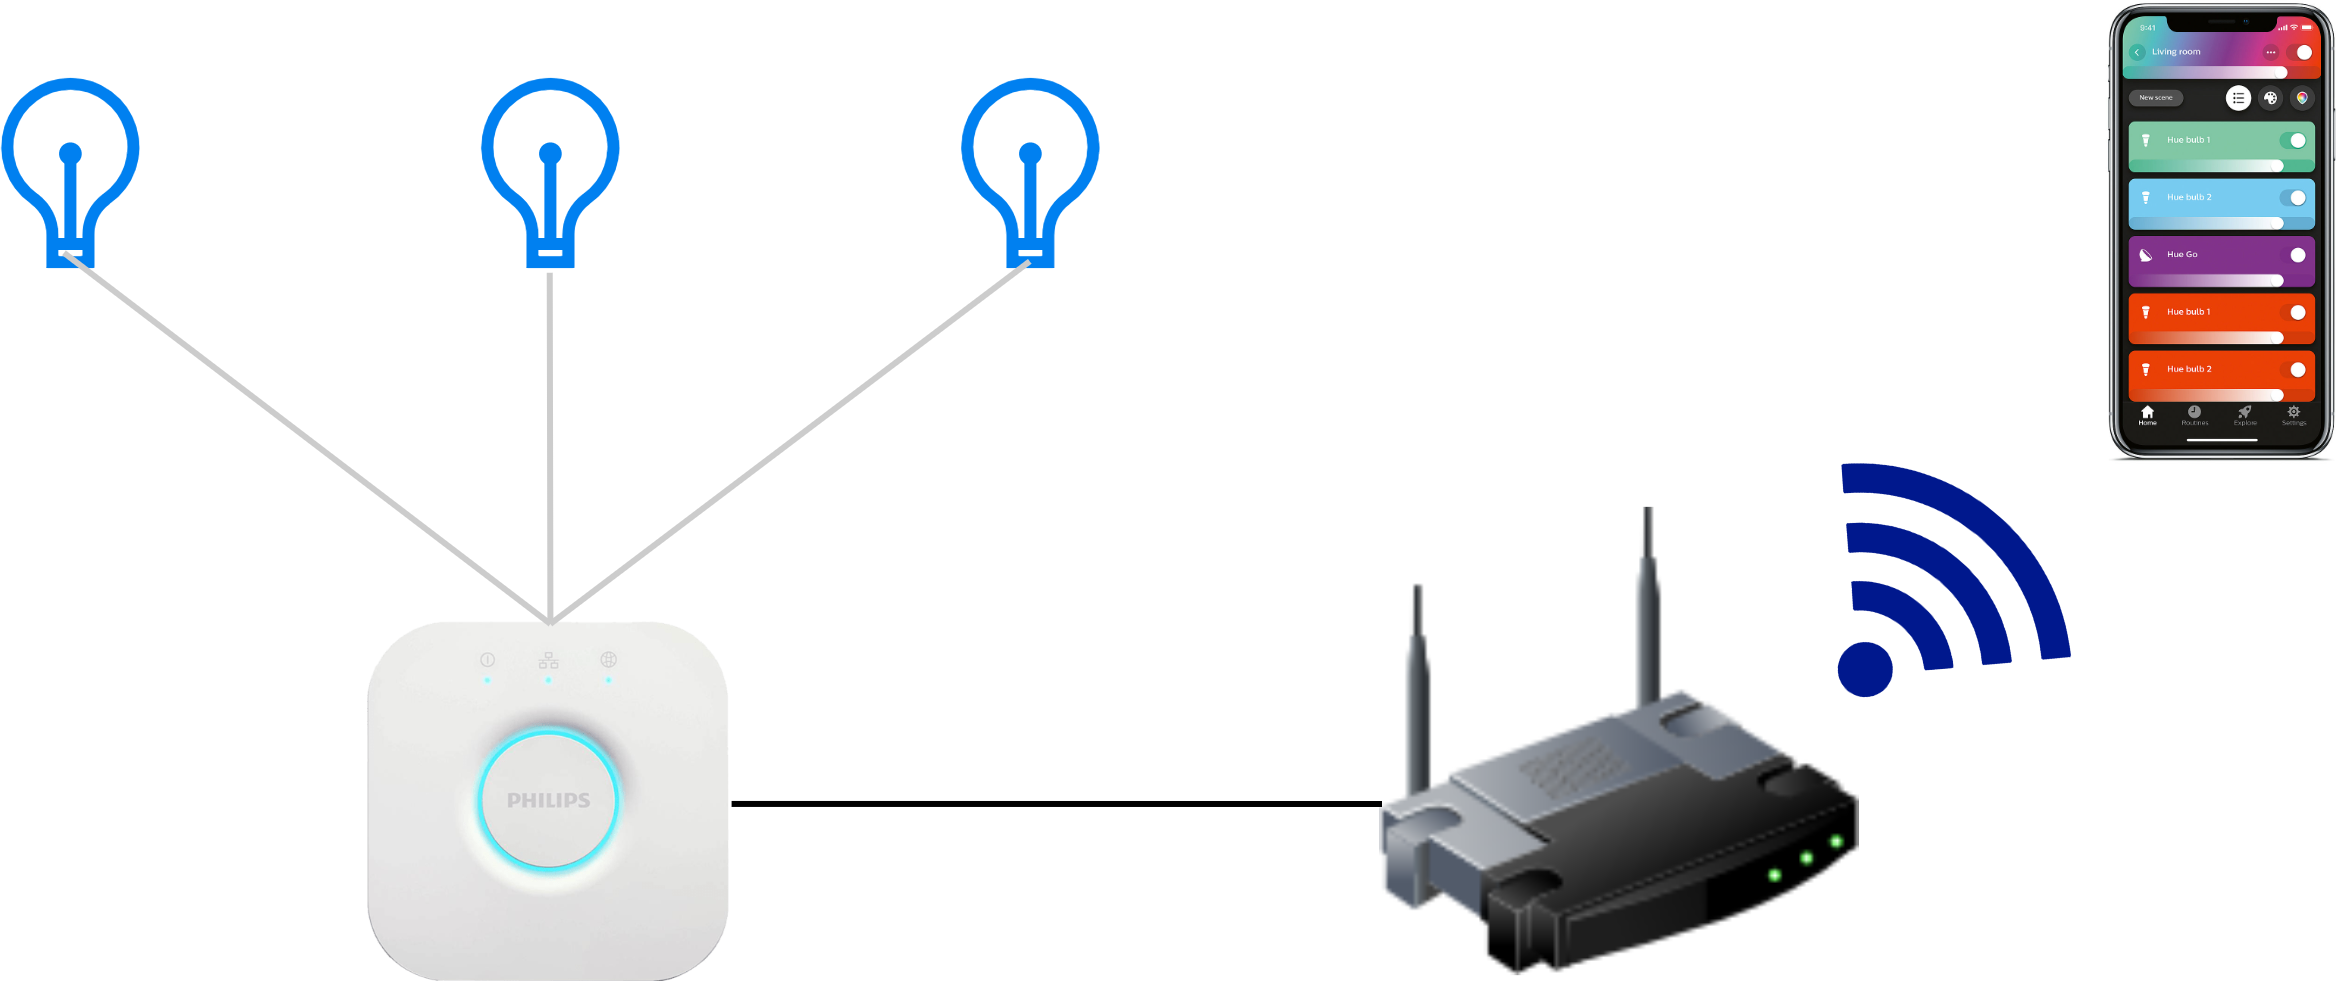 9:41
Living room
New scene
Hue bulb 1
Hue bulb 2
Hue Go
Hue bulb 1
Hue bulb 2
Home Routines Explore Settings
PHILIPS